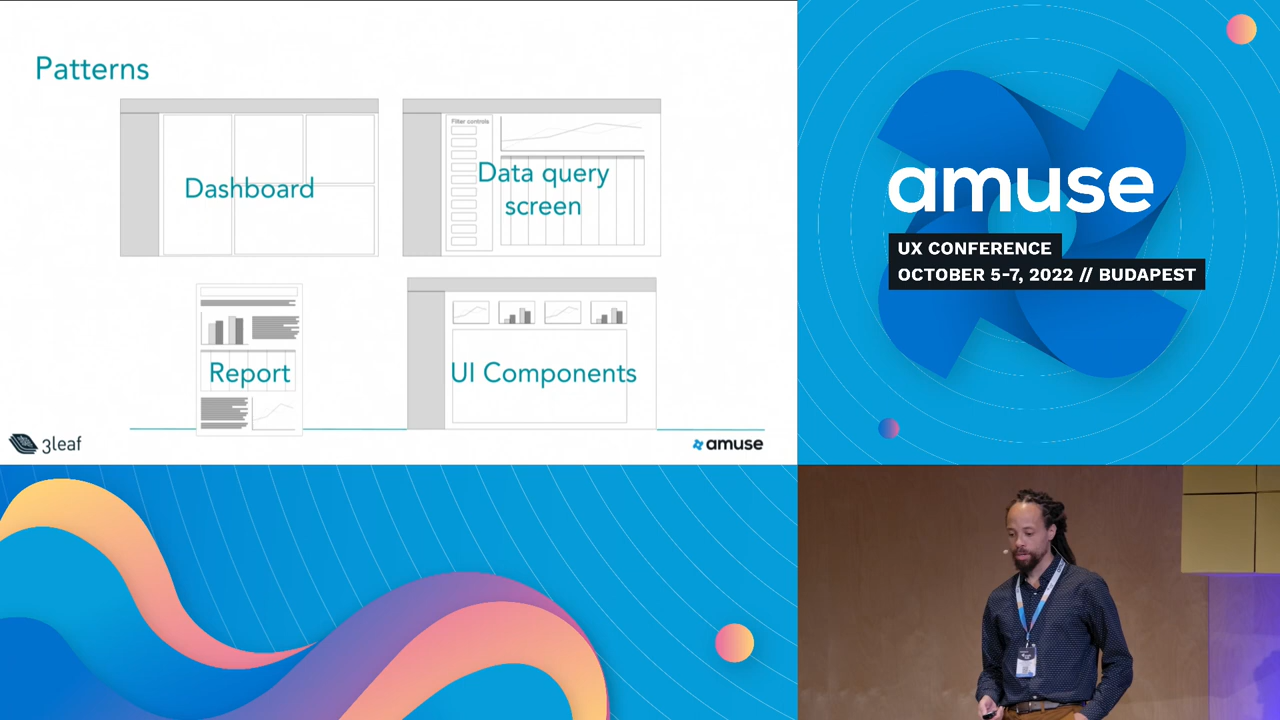 Patterns
Dashboard
Filter controls
Data query
screen
Report
UI Components
3leaf
amuse
amuse
UX CONFERENCE
OCTOBER 5-7, 2022 // BUDAPEST